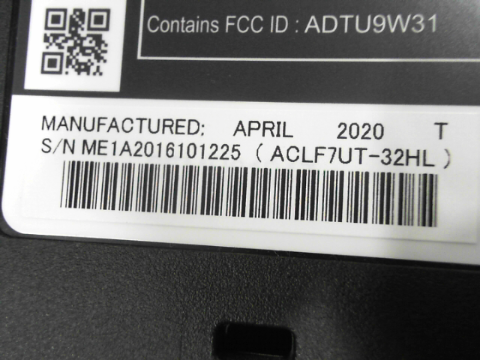 Contains FCC ID : ADTU9W31
MANUFACTURED: APRIL 2020 T
S/N ME1A2016101225 ( ACLF7UT-32HL )